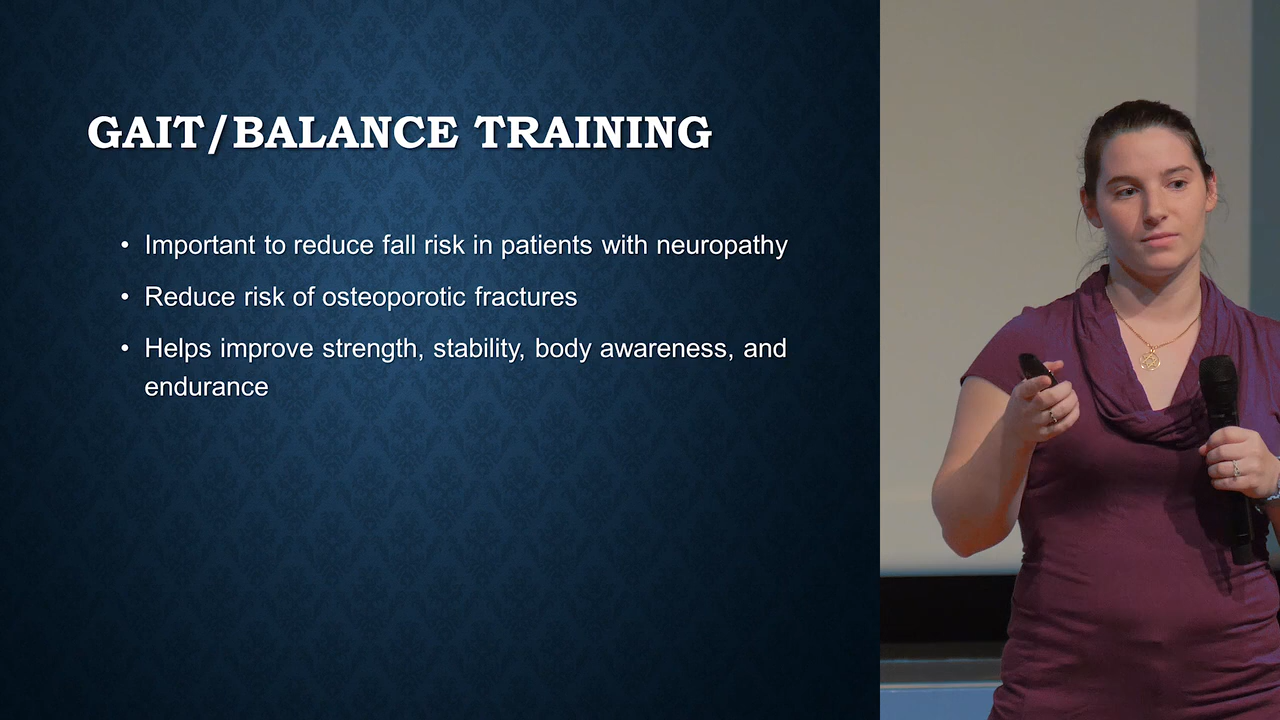 GAIT/BALANCE TRAINING
• Important to reduce fall risk in patients with neuropathy
• Reduce risk of osteoporotic fractures
• Helps improve strength, stability, body awareness, and
endurance